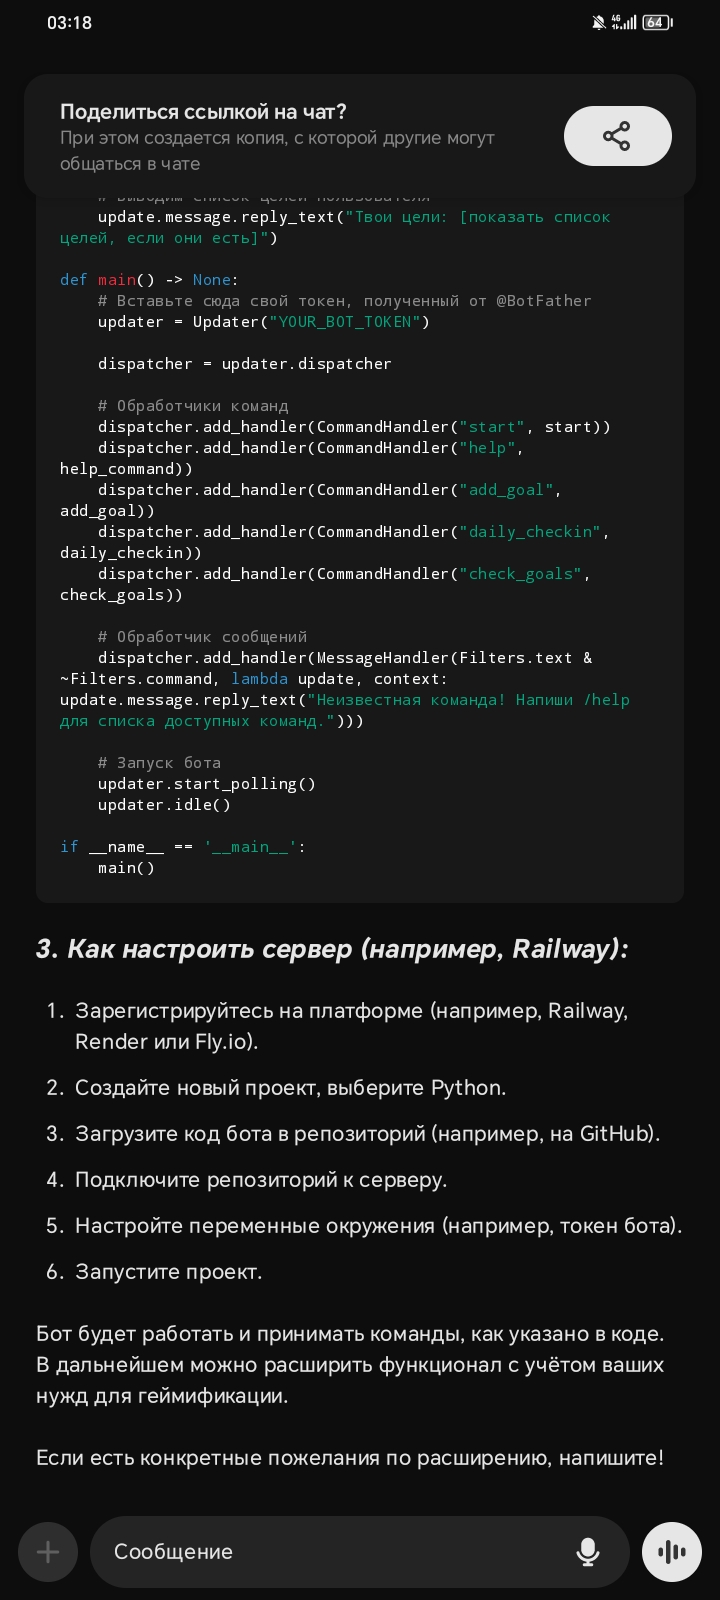 03:18
4G
64
Поделиться ссылкой на чат?
При этом создается копия, с которой другие могут
общаться в чате
# Выводим список целей пользователя
update.message.reply_text("Твои цели: [показать список
целей, если они есть]")
def main() -> None:
# Вставьте сюда свой токен, полученный от @BotFather
updater = Updater("YOUR_BOT_TOKEN")
dispatcher = updater.dispatcher
# Обработчики команд
dispatcher.add_handler(CommandHandler("start", start))
dispatcher.add_handler(CommandHandler("help",
help_command))
dispatcher.add_handler(CommandHandler("add_goal",
add_goal))
dispatcher.add_handler(CommandHandler("daily_checkin",
daily_checkin))
dispatcher.add_handler(CommandHandler("check_goals",
check_goals))
# Обработчик сообщений
dispatcher.add_handler(MessageHandler(Filters.text &
~Filters.command, lambda update, context:
update.message.reply_text("Неизвестная команда! Напиши /help
для списка доступных команд.")))
# Запуск бота
updater.start_polling()
updater.idle()
if __name__ == '__main__':
main()
3. Как настроить сервер (например, Railway):
1. Зарегистрируйтесь на платформе (например, Railway,
Render или Fly.io).
2. Создайте новый проект, выберите Python.
3. Загрузите код бота в репозиторий (например, на GitHub).
4. Подключите репозиторий к серверу.
5. Настройте переменные окружения (например, токен бота).
6. Запустите проект.
Бот будет работать и принимать команды, как указано в коде.
В дальнейшем можно расширить функционал с учётом ваших
нужд для геймификации.
Если есть конкретные пожелания по расширению, напишите!
Сообщение